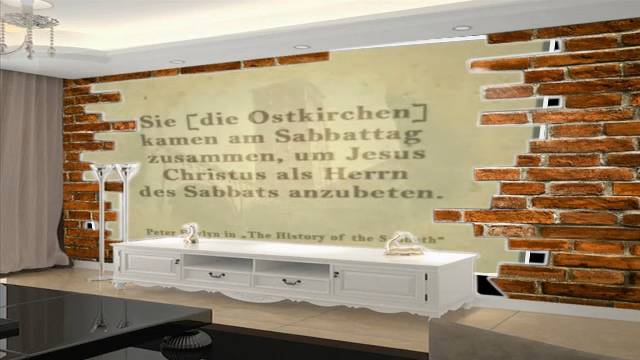 Sie [die Ostkirchen]
kamen am Sabbattag
zusammen, um Jesus
Christus als Herrn
des Sabbats anzubeten.
Peter in „The History of the Sabbath“